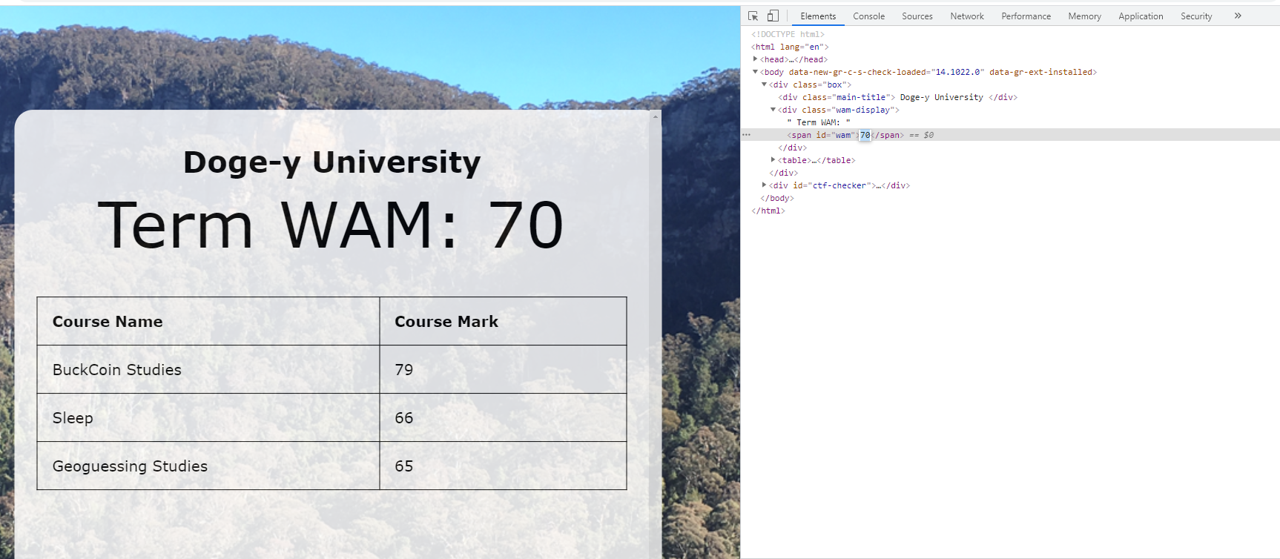 Doge-y University
Term WAM: 70
Course Name Course Mark
BuckCoin Studies 79
Sleep 66
Geoguessing Studies 65
Elements Console Sources Network Performance Memory Application Security »
<!DOCTYPE html>
<html lang="en">
<head>…</head>
<body data-new-gr-c-s-check-loaded="14.1022.0" data-gr-ext-installed>
<div class="box">
<div class="main-title"> Doge-y University </div>
<div class="wam-display">
" Term WAM: "
<span id="wam">70</span> == $0
</div>
<table>…</table>
</div>
<div id="ctf-checker">…</div>
</body>
</html>